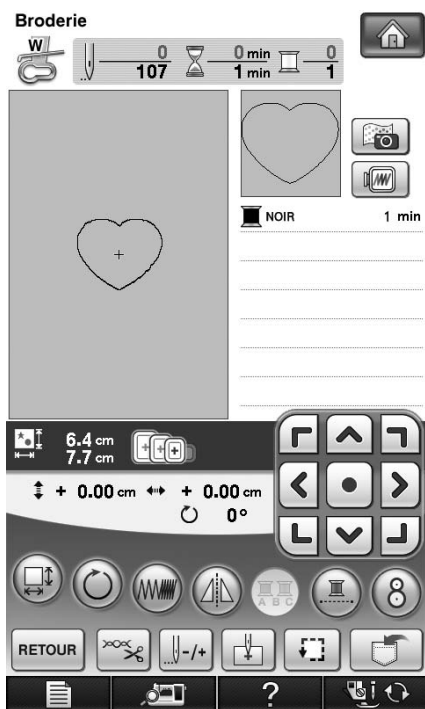 Broderie
W
0 0 min 0
107 1 min 1
NOIR 1 min
6.4 cm
7.7 cm
+ 0.00 cm + 0.00 cm
0°
A B C
8
RETOUR -/+
?